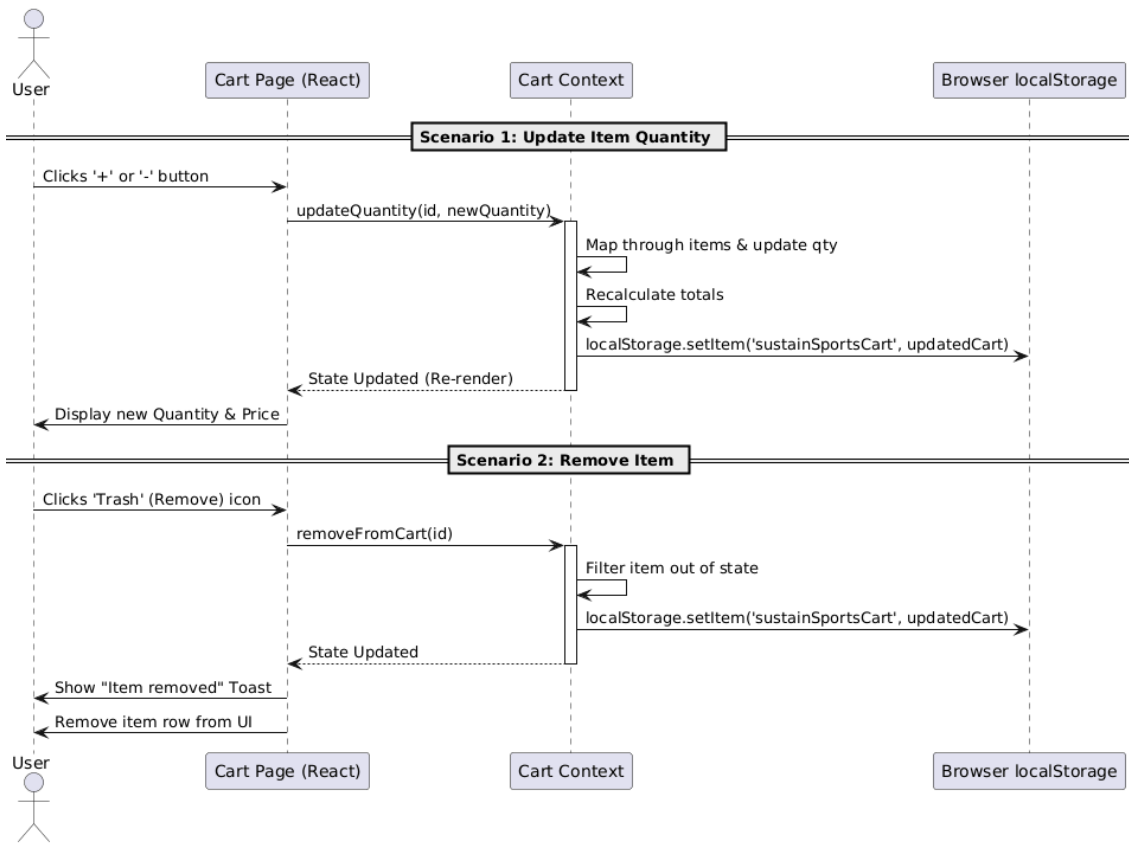 User
Cart Page (React)
Cart Context
Browser localStorage
Scenario 1: Update Item Quantity
Clicks '+' or '-' button
updateQuantity(id, newQuantity)
Map through items & update qty
Recalculate totals
localStorage.setItem('sustainSportsCart', updatedCart)
State Updated (Re-render)
Display new Quantity & Price
Scenario 2: Remove Item
Clicks 'Trash' (Remove) icon
removeFromCart(id)
Filter item out of state
localStorage.setItem('sustainSportsCart', updatedCart)
State Updated
Show "Item removed" Toast
Remove item row from UI
User
Cart Page (React)
Cart Context
Browser localStorage